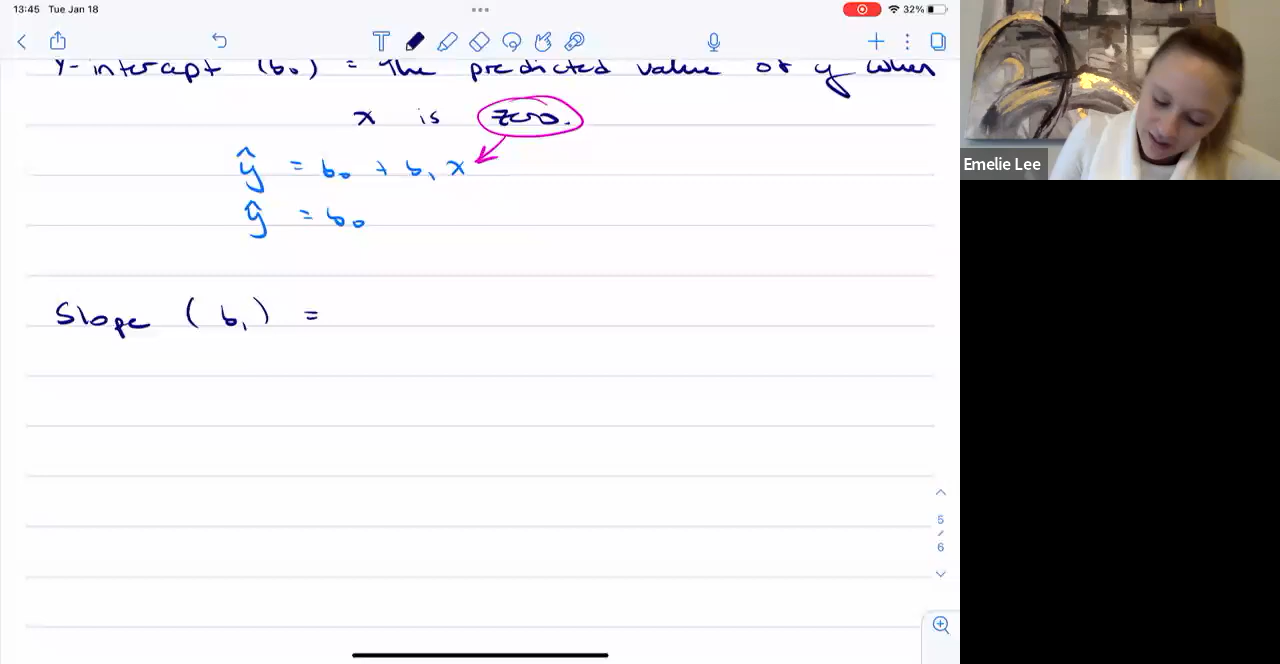 13:45 Tue Jan 18
32%
Y-intercept (b₀) = The predicted value of y when
x is zero.
ŷ = b₀ + b₁ x
ŷ = b₀
Slope (b₁) =
5
/
6
Emelie Lee